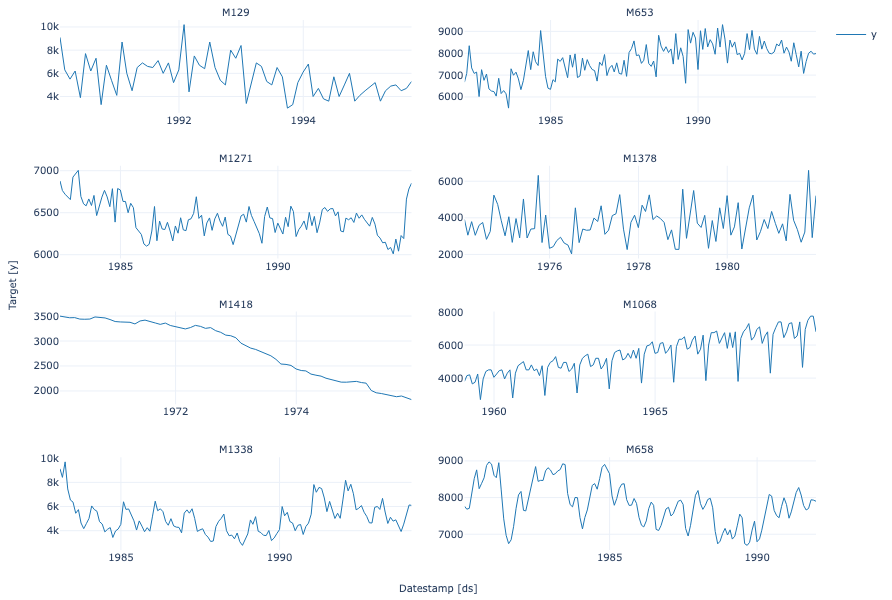 M129
10k
8k
6k
4k
1992
1994
M653
9000
8000
7000
6000
1985
1990
y
M1271
7000
6500
6000
1985
1990
M1378
6000
4000
2000
1976
1978
1980
M1418
3500
3000
2500
2000
1972
1974
M1068
8000
6000
4000
1960
1965
M1338
10k
8k
6k
4k
1985
1990
M658
9000
8000
7000
1985
1990
Target [y]
Datestamp [ds]